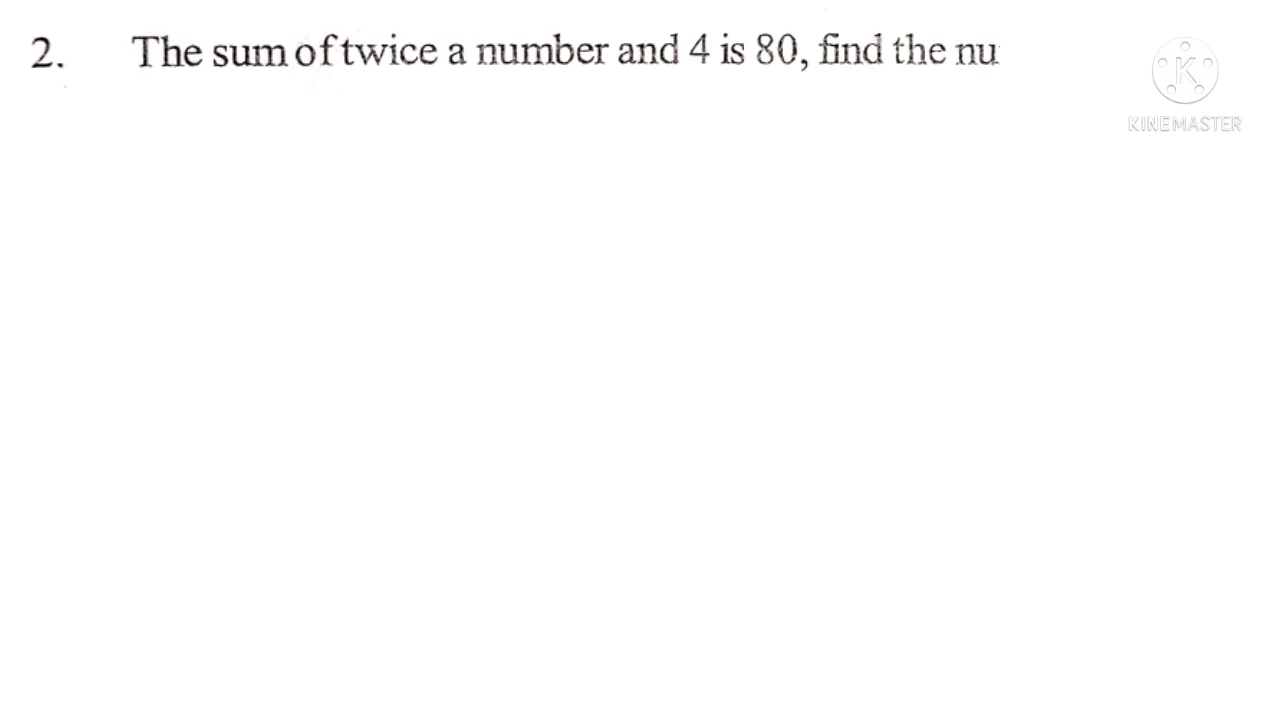 2. The sum of twice a number and 4 is 80, find the nu
KINEMASTER